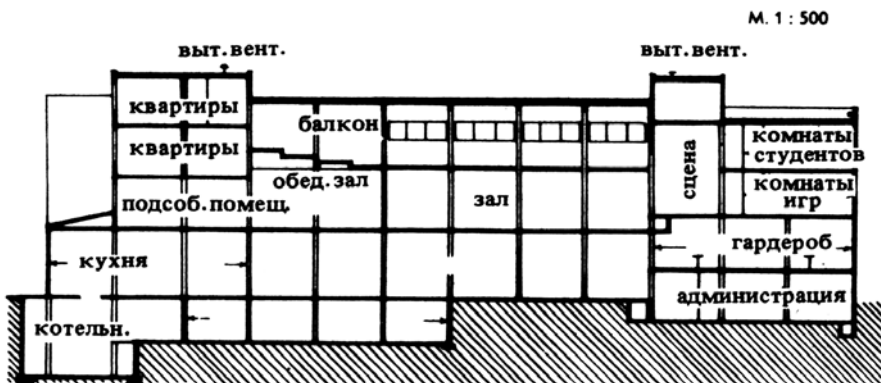 М. 1 : 500
выт. вент.
выт. вент.
квартиры
балкон
комнаты
студентов
квартиры
сцена
обед. зал
комнаты
игр
подсоб. помещ.
зал
гардероб
кухня
администрация
котельн.